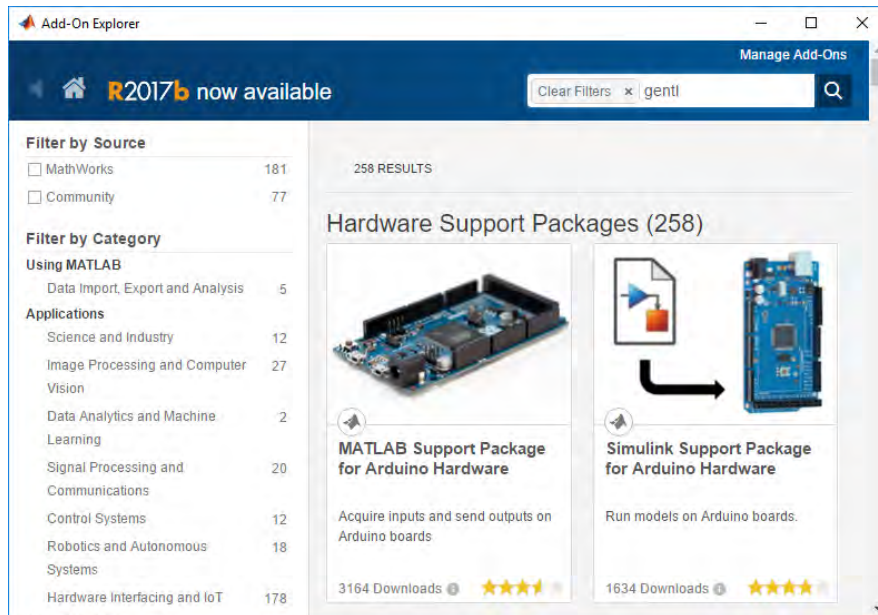 Add-On Explorer
Manage Add-Ons
R2017b now available
Clear Filters × gentl
Filter by Source
MathWorks 181
Community 77
Filter by Category
Using MATLAB
Data Import, Export and Analysis 5
Applications
Science and Industry 12
Image Processing and Computer 27
Vision
Data Analytics and Machine 2
Learning
Signal Processing and 20
Communications
Control Systems 12
Robotics and Autonomous 18
Systems
Hardware Interfacing and IoT 178
258 RESULTS
Hardware Support Packages (258)
MATLAB Support Package
for Arduino Hardware
Acquire inputs and send outputs on
Arduino boards
3164 Downloads
Simulink Support Package
for Arduino Hardware
Run models on Arduino boards.
1634 Downloads